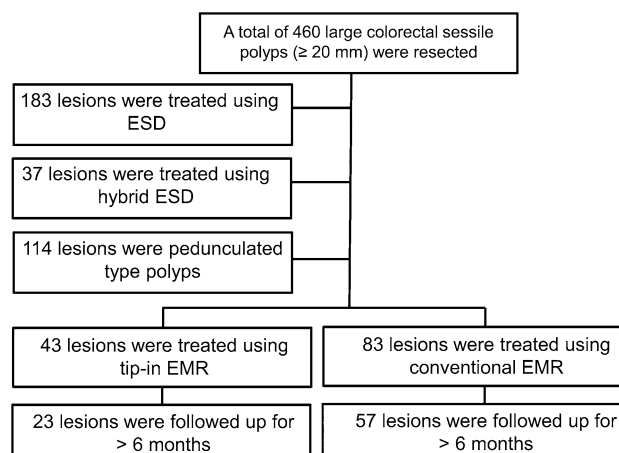 A total of 460 large colorectal sessile
polyps (≥ 20 mm) were resected
183 lesions were treated using
ESD
37 lesions were treated using
hybrid ESD
114 lesions were pedunculated
type polyps
43 lesions were treated using
tip-in EMR
83 lesions were treated using
conventional EMR
23 lesions were followed up for
> 6 months
57 lesions were followed up for
> 6 months